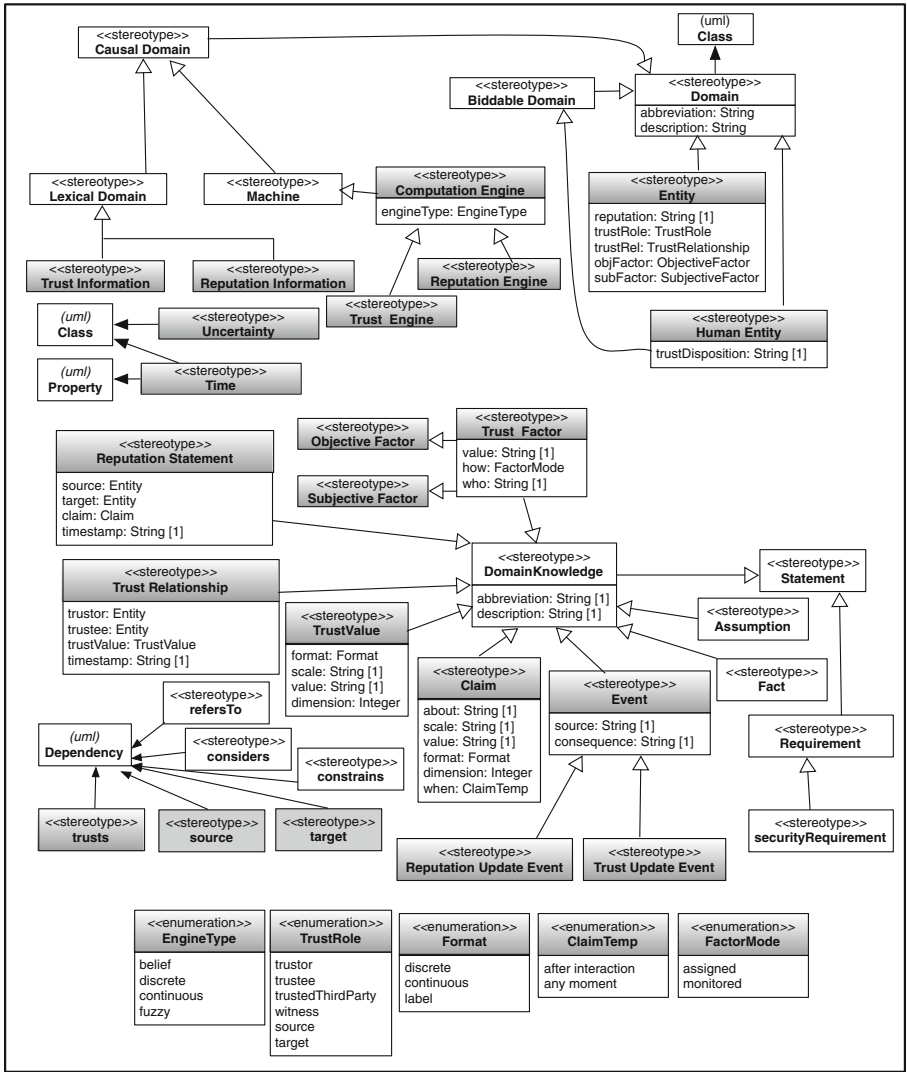 <<stereotype>>
Causal Domain
(uml)
Class
<<stereotype>>
Biddable Domain
<<stereotype>>
Domain
abbreviation: String
description: String
<<stereotype>>
Lexical Domain
<<stereotype>>
Machine
<<stereotype>>
Computation Engine
engineType: EngineType
<<stereotype>>
Entity
reputation: String [1]
trustRole: TrustRole
trustRel: TrustRelationship
objFactor: ObjectiveFactor
subFactor: SubjectiveFactor
<<stereotype>>
Trust Information
<<stereotype>>
Reputation Information
<<stereotype>>
Reputation Engine
<<stereotype>>
Trust Engine
(uml)
Class
<<stereotype>>
Uncertainty
<<stereotype>>
Human Entity
trustDisposition: String [1]
(uml)
Property
<<stereotype>>
Time
<<stereotype>>
Objective Factor
<<stereotype>>
Trust Factor
value: String [1]
how: FactorMode
who: String [1]
<<stereotype>>
Reputation Statement
source: Entity
target: Entity
claim: Claim
timestamp: String [1]
<<stereotype>>
Subjective Factor
<<stereotype>>
DomainKnowledge
abbreviation: String [1]
description: String [1]
<<stereotype>>
Statement
<<stereotype>>
Trust Relationship
trustor: Entity
trustee: Entity
trustValue: TrustValue
timestamp: String [1]
<<stereotype>>
TrustValue
format: Format
scale: String [1]
value: String [1]
dimension: Integer
<<stereotype>>
Assumption
<<stereotype>>
Claim
about: String [1]
scale: String [1]
value: String [1]
format: Format
dimension: Integer
when: ClaimTemp
<<stereotype>>
Event
source: String [1]
consequence: String [1]
<<stereotype>>
Fact
<<stereotype>>
refersTo
(uml)
Dependency
<<stereotype>>
considers
<<stereotype>>
constrains
<<stereotype>>
Requirement
<<stereotype>>
trusts
<<stereotype>>
source
<<stereotype>>
target
<<stereotype>>
securityRequirement
<<stereotype>>
Reputation Update Event
<<stereotype>>
Trust Update Event
<<enumeration>>
EngineType
belief
discrete
continuous
fuzzy
<<enumeration>>
TrustRole
trustor
trustee
trustedThirdParty
witness
source
target
<<enumeration>>
Format
discrete
continuous
label
<<enumeration>>
ClaimTemp
after interaction
any moment
<<enumeration>>
FactorMode
assigned
monitored